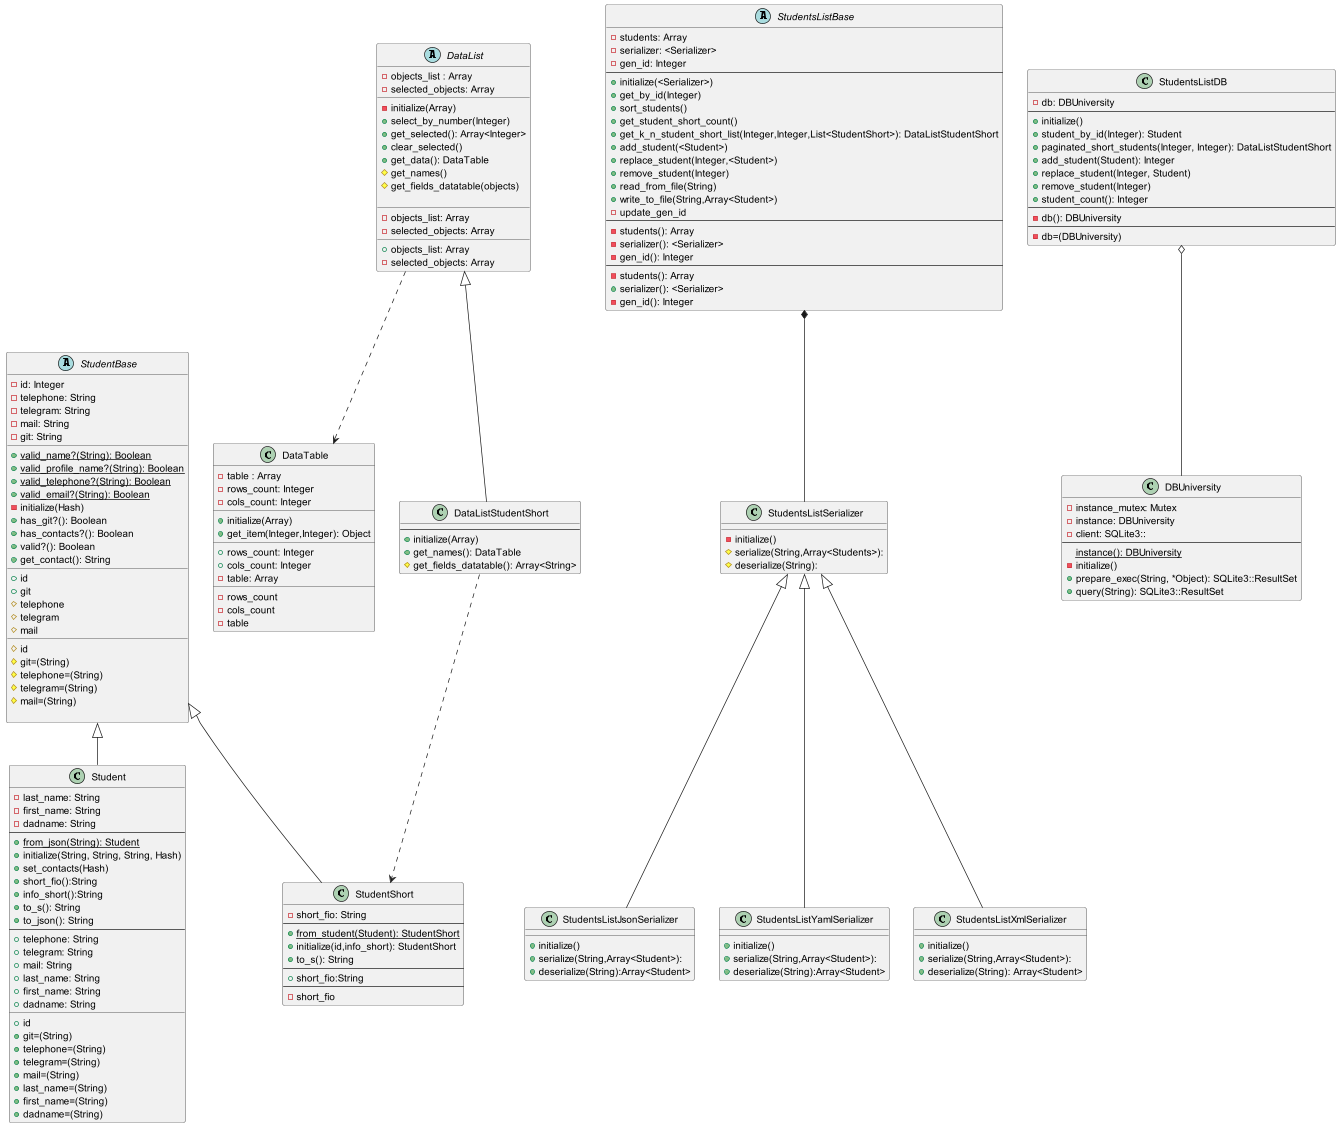 A StudentsListBase
students: Array
serializer: <Serializer>
gen_id: Integer
initialize(<Serializer>)
get_by_id(Integer)
sort_students()
get_student_short_count()
get_k_n_student_short_list(Integer,Integer,List<StudentShort>): DataListStudentShort
add_student(<Student>)
replace_student(Integer,<Student>)
remove_student(Integer)
read_from_file(String)
write_to_file(String,Array<Student>)
update_gen_id
students(): Array
serializer(): <Serializer>
gen_id(): Integer
students(): Array
serializer(): <Serializer>
gen_id(): Integer
A DataList
objects_list : Array
selected_objects: Array
initialize(Array)
select_by_number(Integer)
get_selected(): Array<Integer>
clear_selected()
get_data(): DataTable
get_names()
get_fields_datatable(objects)
objects_list: Array
selected_objects: Array
objects_list: Array
selected_objects: Array
C StudentsListDB
db: DBUniversity
initialize()
student_by_id(Integer): Student
paginated_short_students(Integer, Integer): DataListStudentShort
add_student(Student): Integer
replace_student(Integer, Student)
remove_student(Integer)
student_count(): Integer
db(): DBUniversity
db=(DBUniversity)
A StudentBase
id: Integer
telephone: String
telegram: String
mail: String
git: String
valid_name?(String): Boolean
valid_profile_name?(String): Boolean
valid_telephone?(String): Boolean
valid_email?(String): Boolean
initialize(Hash)
has_git?(): Boolean
has_contacts?(): Boolean
valid?(): Boolean
get_contact(): String
id
git
telephone
telegram
mail
id
git=(String)
telephone=(String)
telegram=(String)
mail=(String)
C DataTable
table : Array
rows_count: Integer
cols_count: Integer
initialize(Array)
get_item(Integer,Integer): Object
rows_count: Integer
cols_count: Integer
table: Array
rows_count
cols_count
table
C DataListStudentShort
initialize(Array)
get_names(): DataTable
get_fields_datatable(): Array<String>
C StudentsListSerializer
initialize()
serialize(String,Array<Students>):
deserialize(String):
C DBUniversity
instance_mutex: Mutex
instance: DBUniversity
client: SQLite3::
instance(): DBUniversity
initialize()
prepare_exec(String, *Object): SQLite3::ResultSet
query(String): SQLite3::ResultSet
C Student
last_name: String
first_name: String
dadname: String
from_json(String): Student
initialize(String, String, String, Hash)
set_contacts(Hash)
short_fio():String
info_short():String
to_s(): String
to_json(): String
telephone: String
telegram: String
mail: String
last_name: String
first_name: String
dadname: String
id
git=(String)
telephone=(String)
telegram=(String)
mail=(String)
last_name=(String)
first_name=(String)
dadname=(String)
C StudentShort
short_fio: String
from_student(Student): StudentShort
initialize(id,info_short): StudentShort
to_s(): String
short_fio:String
short_fio
C StudentsListJsonSerializer
initialize()
serialize(String,Array<Student>):
deserialize(String):Array<Student>
C StudentsListYamlSerializer
initialize()
serialize(String,Array<Student>):
deserialize(String):Array<Student>
C StudentsListXmlSerializer
initialize()
serialize(String,Array<Student>):
deserialize(String): Array<Student>